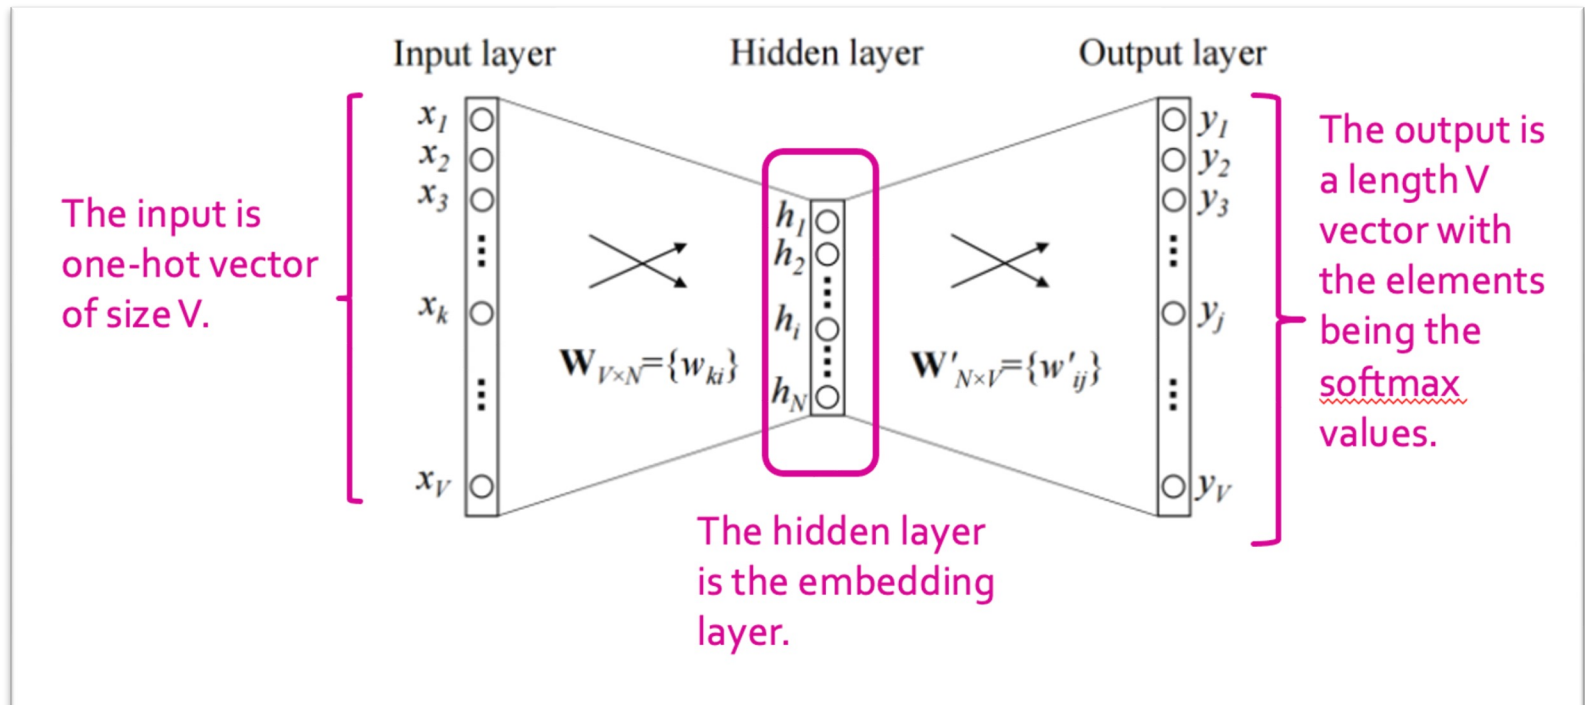 Input layer
Hidden layer
Output layer
The input is
one-hot vector
of size V.
x1
x2
x3
⋮
xk
⋮
xV
W V×N={wki}
h1
h2
⋮
hi
⋮
hN
W' N×V={w'ij}
y1
y2
y3
⋮
yj
⋮
yV
The output is
a length V
vector with
the elements
being the
softmax
values.
The hidden layer
is the embedding
layer.